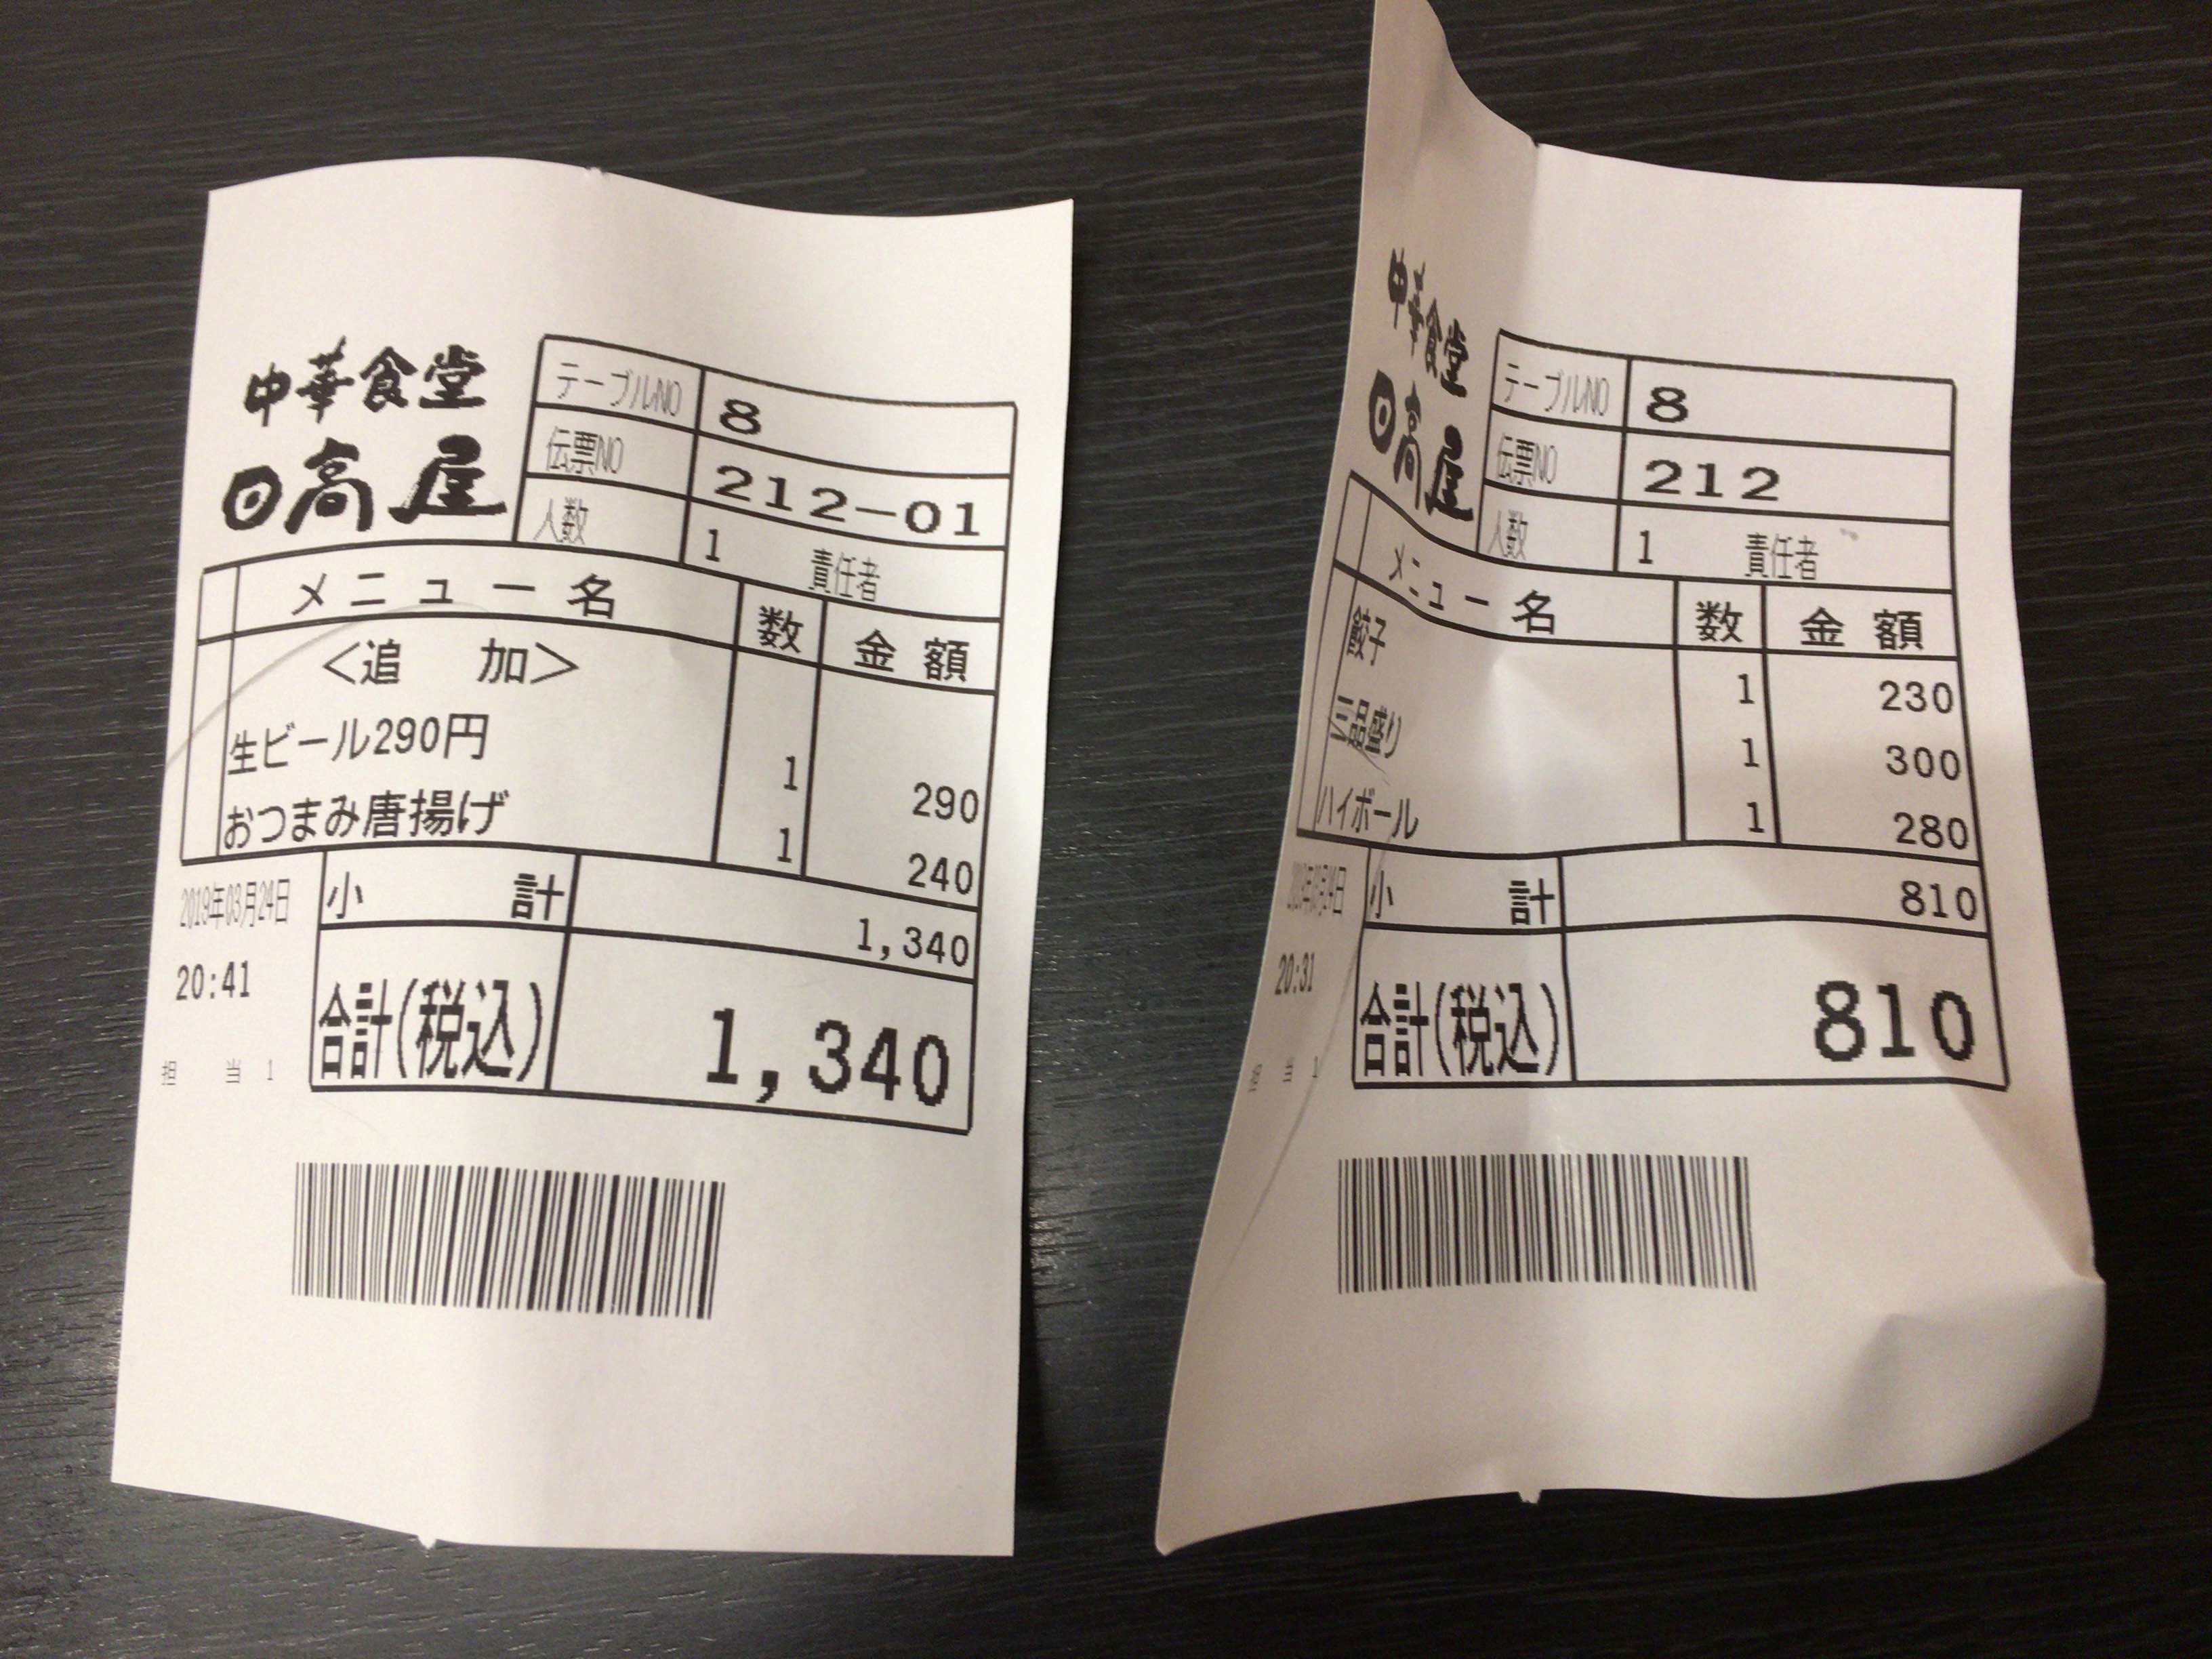 中華食堂
日高屋
テーブルNO 8
伝票NO 212-01
人数 1 責任者
メニュー名 数 金額
<追 加>
生ビール290円 1 290
おつまみ唐揚げ 1 240
2019年03月24日 小計 1,340
20:41
合計(税込) 1,340
担当 1
中華食堂
日高屋
テーブルNO 8
伝票NO 212
人数 1 責任者
メニュー名 数 金額
餃子 1 230
三品盛り 1 300
ハイボール 1 280
小計 810
20:31
合計(税込) 810
担当 1